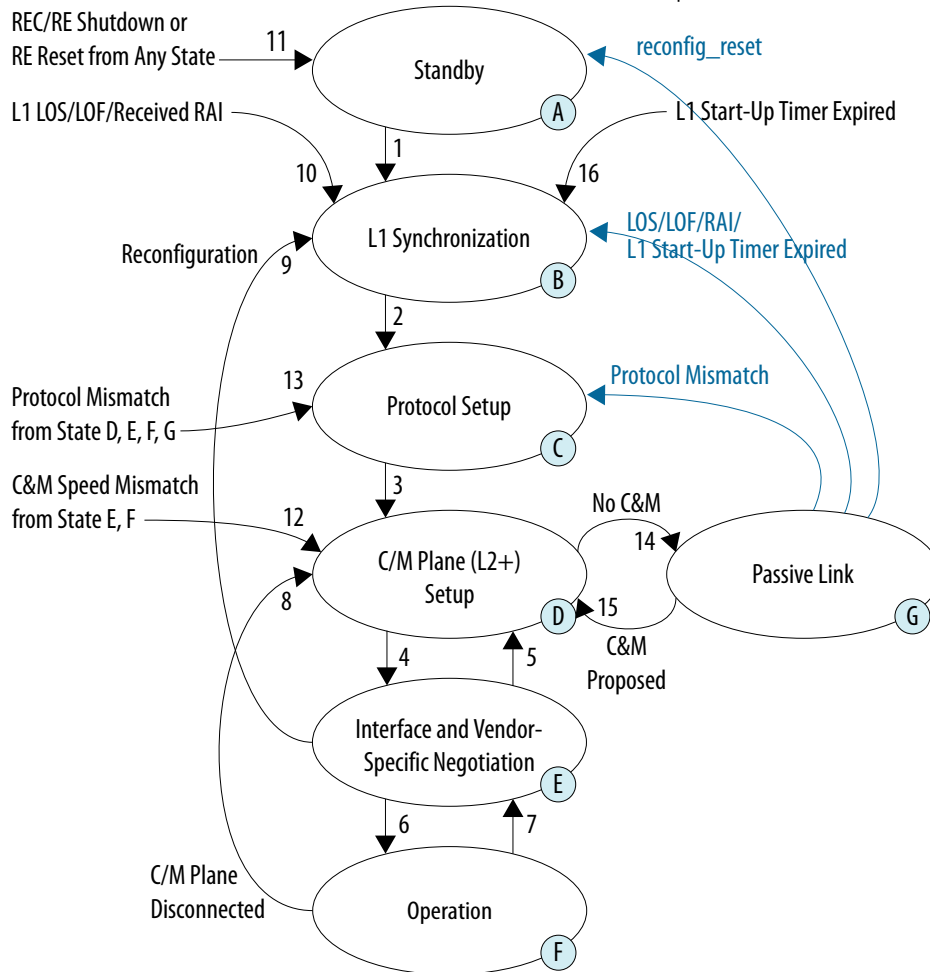 REC/RE Shutdown or
RE Reset from Any State
11
Standby
A
reconfig_reset
L1 LOS/LOF/Received RAI
L1 Start-Up Timer Expired
1
10
16
Reconfiguration
9
L1 Synchronization
B
LOS/LOF/RAI/
L1 Start-Up Timer Expired
2
13
Protocol Mismatch
from State D, E, F, G
Protocol Setup
C
Protocol Mismatch
3
C&M Speed Mismatch
from State E, F
12
8
C/M Plane (L2+)
Setup
D
No C&M
14
15
C&M
Proposed
Passive Link
G
4
5
Interface and Vendor-
Specific Negotiation
E
6
7
C/M Plane
Disconnected
Operation
F